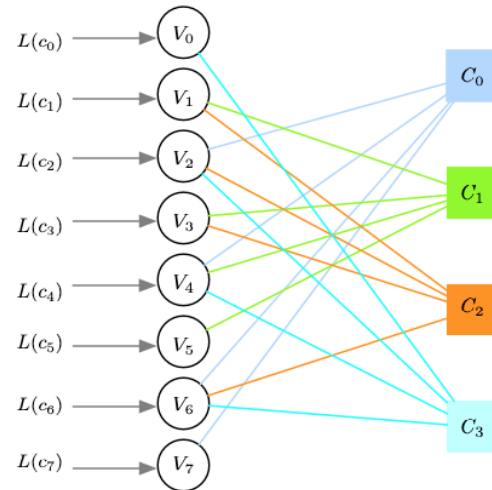 L(c₀) V₀
C₀
L(c₁) V₁
L(c₂) V₂
C₁
L(c₃) V₃
L(c₄) V₄
C₂
L(c₅) V₅
L(c₆) V₆
C₃
L(c₇) V₇